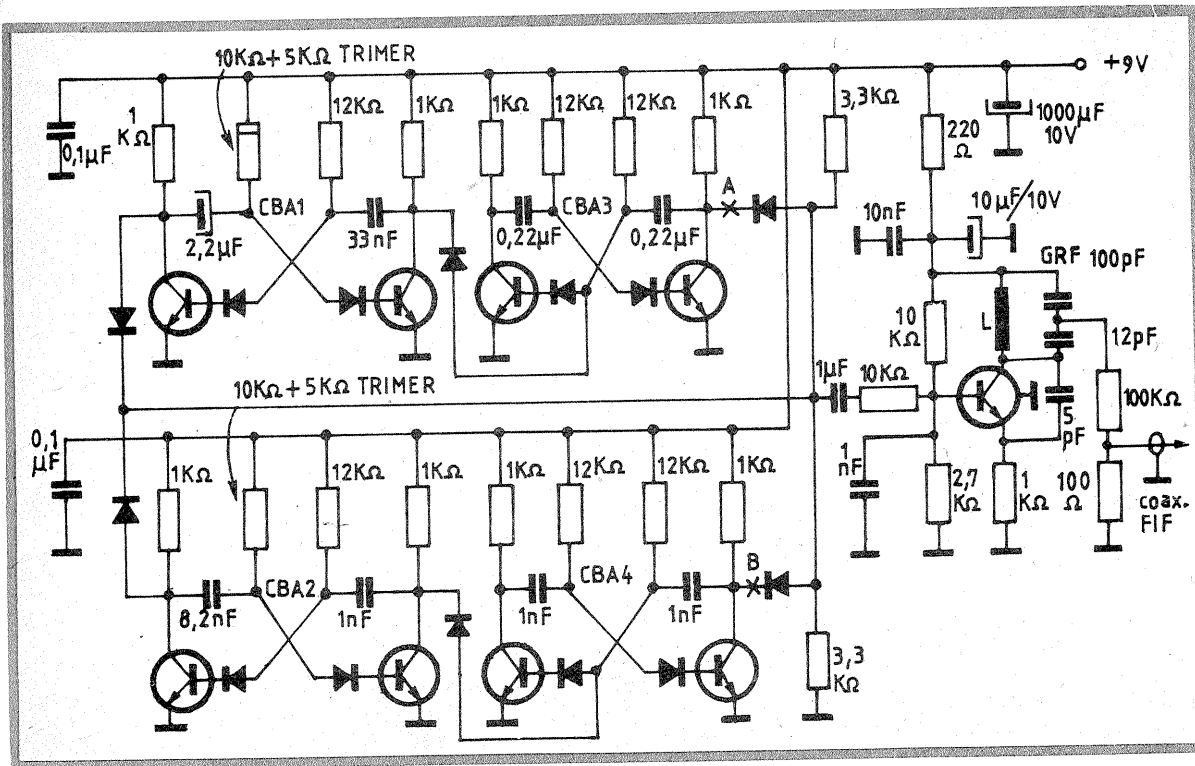 10KΩ+5KΩ TRIMER
+9V
0,1µF
1
KΩ
12KΩ
1KΩ
1KΩ
12KΩ
12KΩ
1KΩ
3,3KΩ
220
Ω
1000µF
10V
2,2µF
CBA1
33nF
0,22µF
CBA3
0,22µF
A
10nF
10µF/10V
GRF 100pF
10
KΩ
L
12pF
1µF
10KΩ
100KΩ
5
pF
10KΩ+5KΩ TRIMER
0,1
µF
1KΩ
12KΩ
1KΩ
1KΩ
12KΩ
12KΩ
1KΩ
1
nF
2,7
KΩ
1
KΩ
100
Ω
coax.
FIF
8,2nF
CBA2
1nF
1nF
CBA4
1nF
B
3,3
KΩ